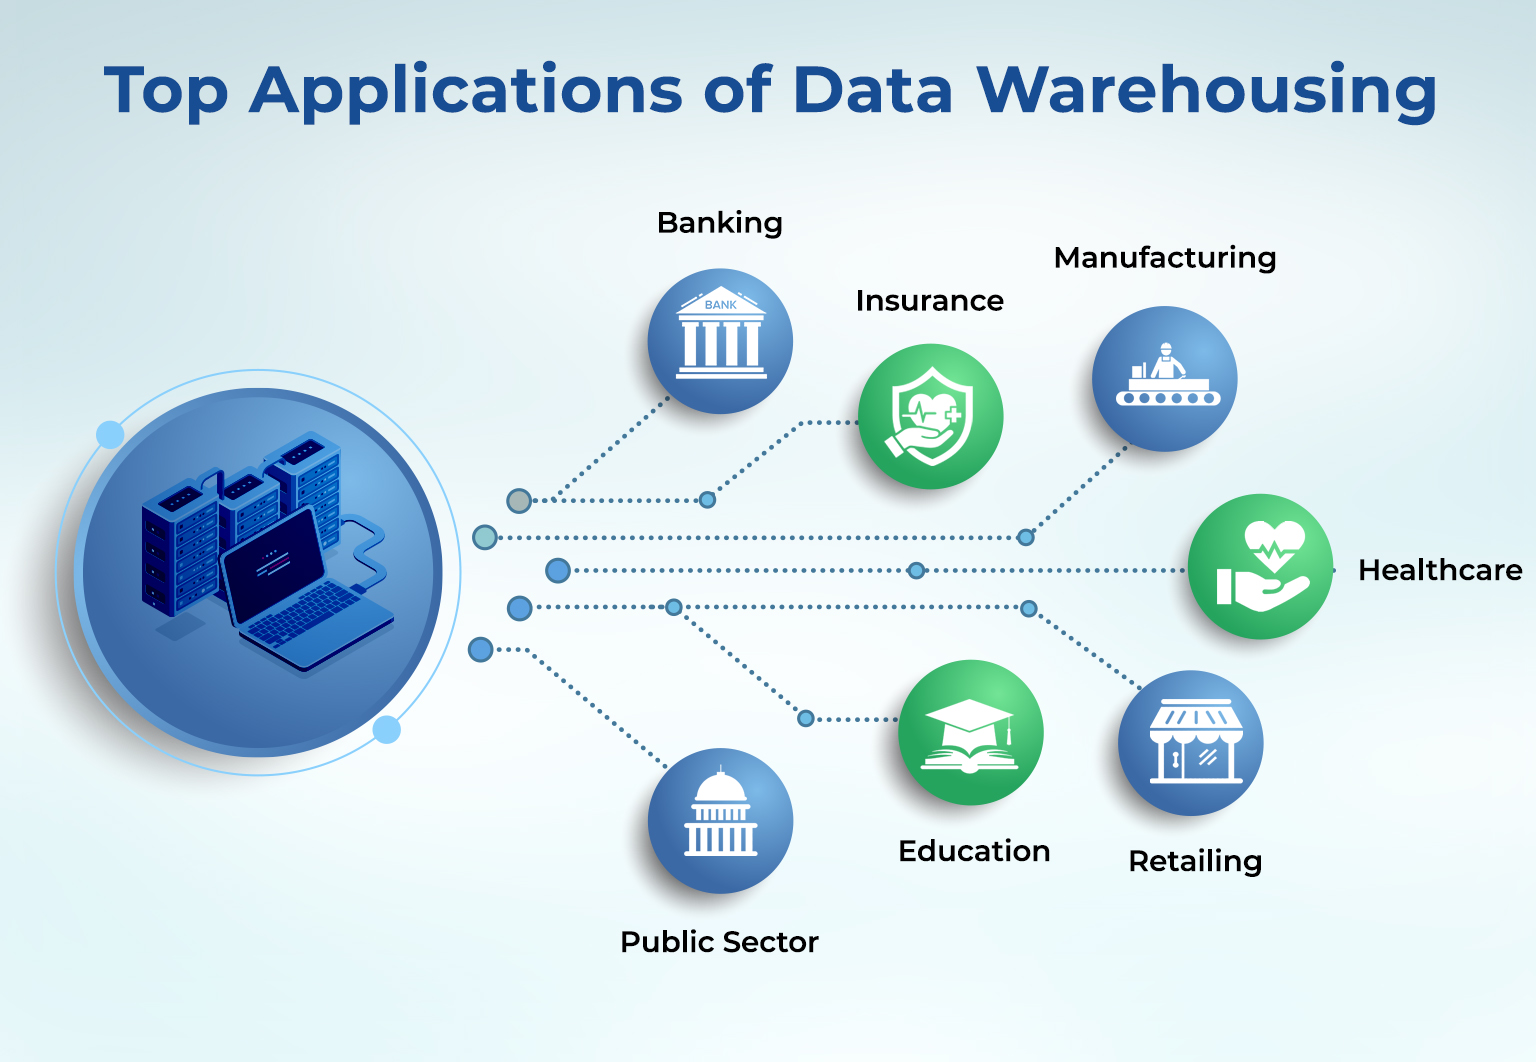 Top Applications of Data Warehousing
Banking
BANK
Insurance
Manufacturing
Healthcare
Education
Retailing
Public Sector